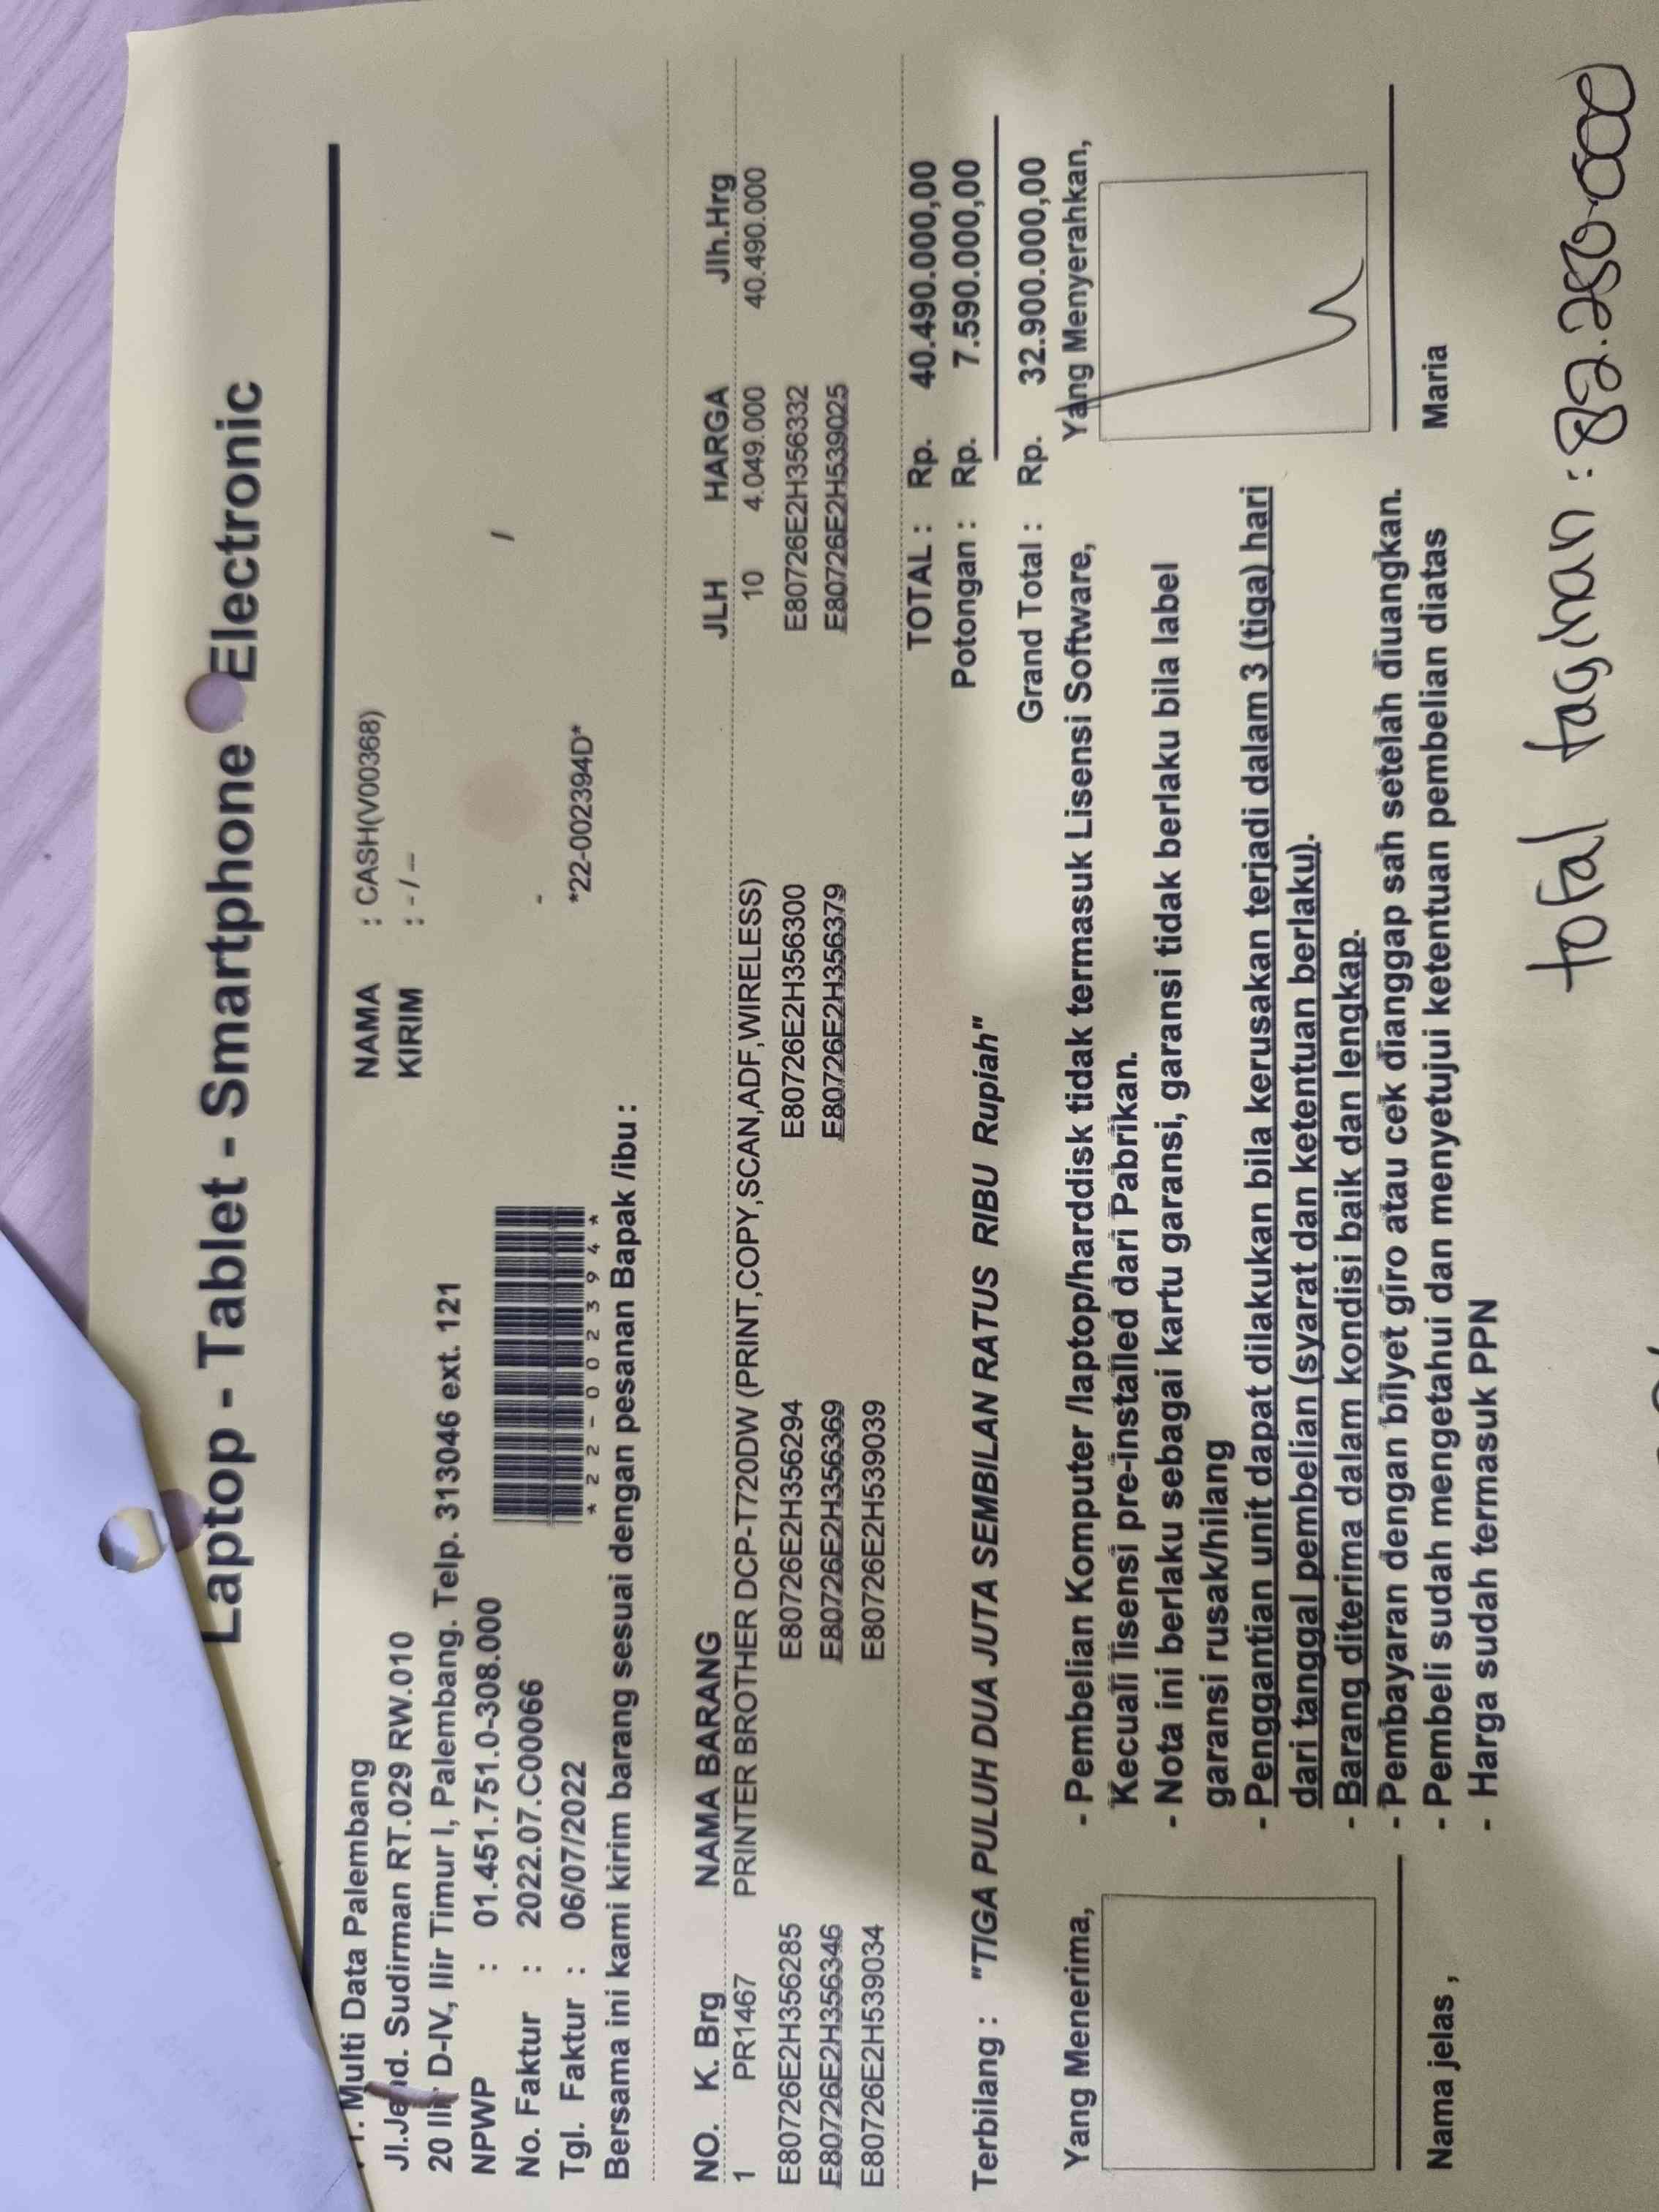 Laptop - Tablet - Smartphone Electronic
Multi Data Palembang
Jl.Jend. Sudirman RT.029 RW.010
20 Ilir D-IV, Ilir Timur I, Palembang. Telp. 313046 ext. 121
NPWP : 01.451.751.0-308.000
No. Faktur : 2022.07.C00066
Tgl. Faktur : 06/07/2022
NAMA : CASH(V00368)
KIRIM : - / --
-
*22-002394*
*22-002394D*
Bersama ini kami kirim barang sesuai dengan pesanan Bapak /ibu :
NO. K. Brg NAMA BARANG JLH HARGA Jlh.Hrg
1 PR1467 PRINTER BROTHER DCP-T720DW (PRINT,COPY,SCAN,ADF,WIRELESS) 10 4.049.000 40.490.000
E80726E2H356285 E80726E2H356294 E80726E2H356300 E80726E2H356332
E80726E2H356346 E80726E2H356369 E80726E2H356379 E80726E2H539025
E80726E2H539034 E80726E2H539039
TOTAL : Rp. 40.490.000,00
Potongan : Rp. 7.590.000,00
Terbilang : "TIGA PULUH DUA JUTA SEMBILAN RATUS RIBU Rupiah"
Grand Total : Rp. 32.900.000,00
Yang Menerima,
Nama jelas ,
- Pembelian Komputer /laptop/harddisk tidak termasuk Lisensi Software,
Kecuali lisensi pre-installed dari Pabrikan.
- Nota ini berlaku sebagai kartu garansi, garansi tidak berlaku bila label
garansi rusak/hilang
- Penggantian unit dapat dilakukan bila kerusakan terjadi dalam 3 (tiga) hari
dari tanggal pembelian (syarat dan ketentuan berlaku).
- Barang diterima dalam kondisi baik dan lengkap.
- Pembayaran dengan bilyet giro atau cek dianggap sah setelah diuangkan.
- Pembeli sudah mengetahui dan menyetujui ketentuan pembelian diatas
- Harga sudah termasuk PPN
Yang Menyerahkan,
Maria
total tagihan : 82.250.000